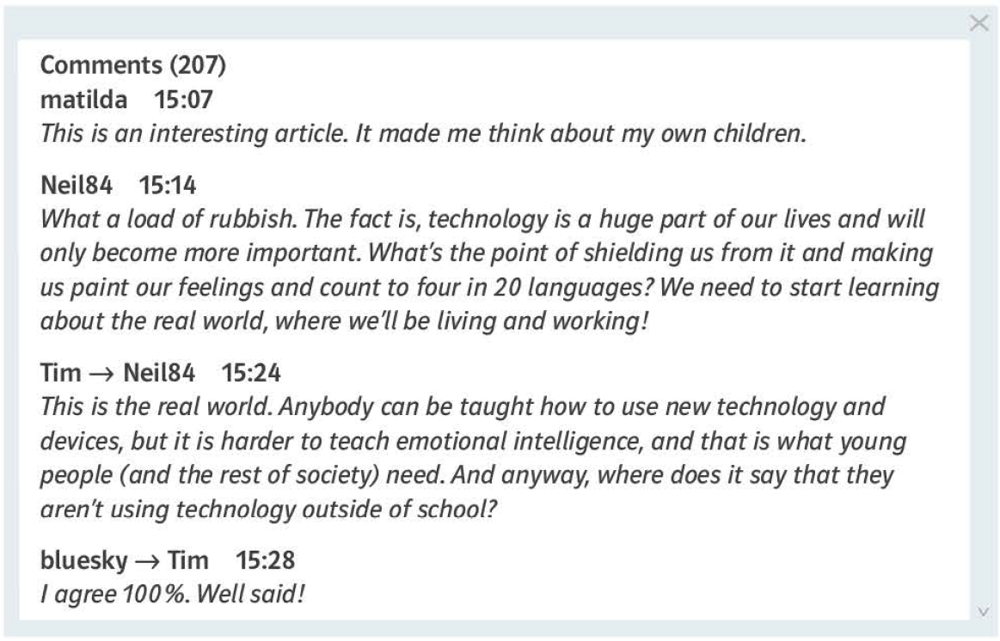 Comments (207)
matilda 15:07
This is an interesting article. It made me think about my own children.
Neil84 15:14
What a load of rubbish. The fact is, technology is a huge part of our lives and will
only become more important. What's the point of shielding us from it and making
us paint our feelings and count to four in 20 languages? We need to start learning
about the real world, where we'll be living and working!
Tim → Neil84 15:24
This is the real world. Anybody can be taught how to use new technology and
devices, but it is harder to teach emotional intelligence, and that is what young
people (and the rest of society) need. And anyway, where does it say that they
aren't using technology outside of school?
bluesky → Tim 15:28
I agree 100%. Well said!